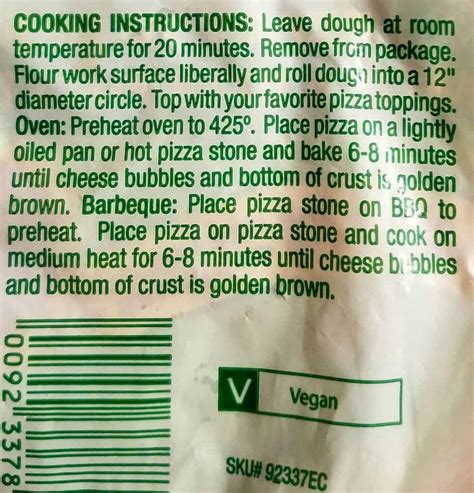 COOKING INSTRUCTIONS: Leave dough at room
temperature for 20 minutes. Remove from package.
Flour work surface liberally and roll dough into a 12"
diameter circle. Top with your favorite pizza toppings.
Oven: Preheat oven to 425º. Place pizza on a lightly
oiled pan or hot pizza stone and bake 6-8 minutes
until cheese bubbles and bottom of crust is golden
brown. Barbeque: Place pizza stone on BBQ to
preheat. Place pizza on pizza stone and cook on
medium heat for 6-8 minutes until cheese bubbles
and bottom of crust is golden brown.
0092 3378
V Vegan
SKU# 92337EC